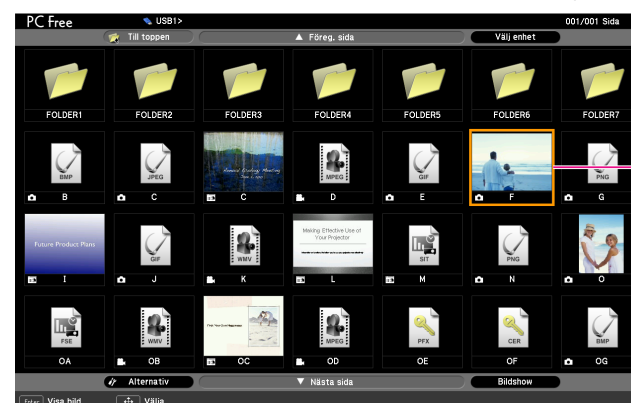 PC Free USB1> 001/001 Sida
Till toppen ▲ Föreg. sida Välj enhet
FOLDER1 FOLDER2 FOLDER3 FOLDER4 FOLDER5 FOLDER6 FOLDER7
BMP JPEG MPEG GIF PNG
B C C D E F G
Future Product Plans
Making Effective Use of
Your Projector
GIF WMV SIT PNG
I J K L M N O
FSE WMV MPEG PFX CER BMP
OA OB OC OD OE OF OG
Alternativ ▼ Nästa sida Bildshow
Enter Visa bild Välja